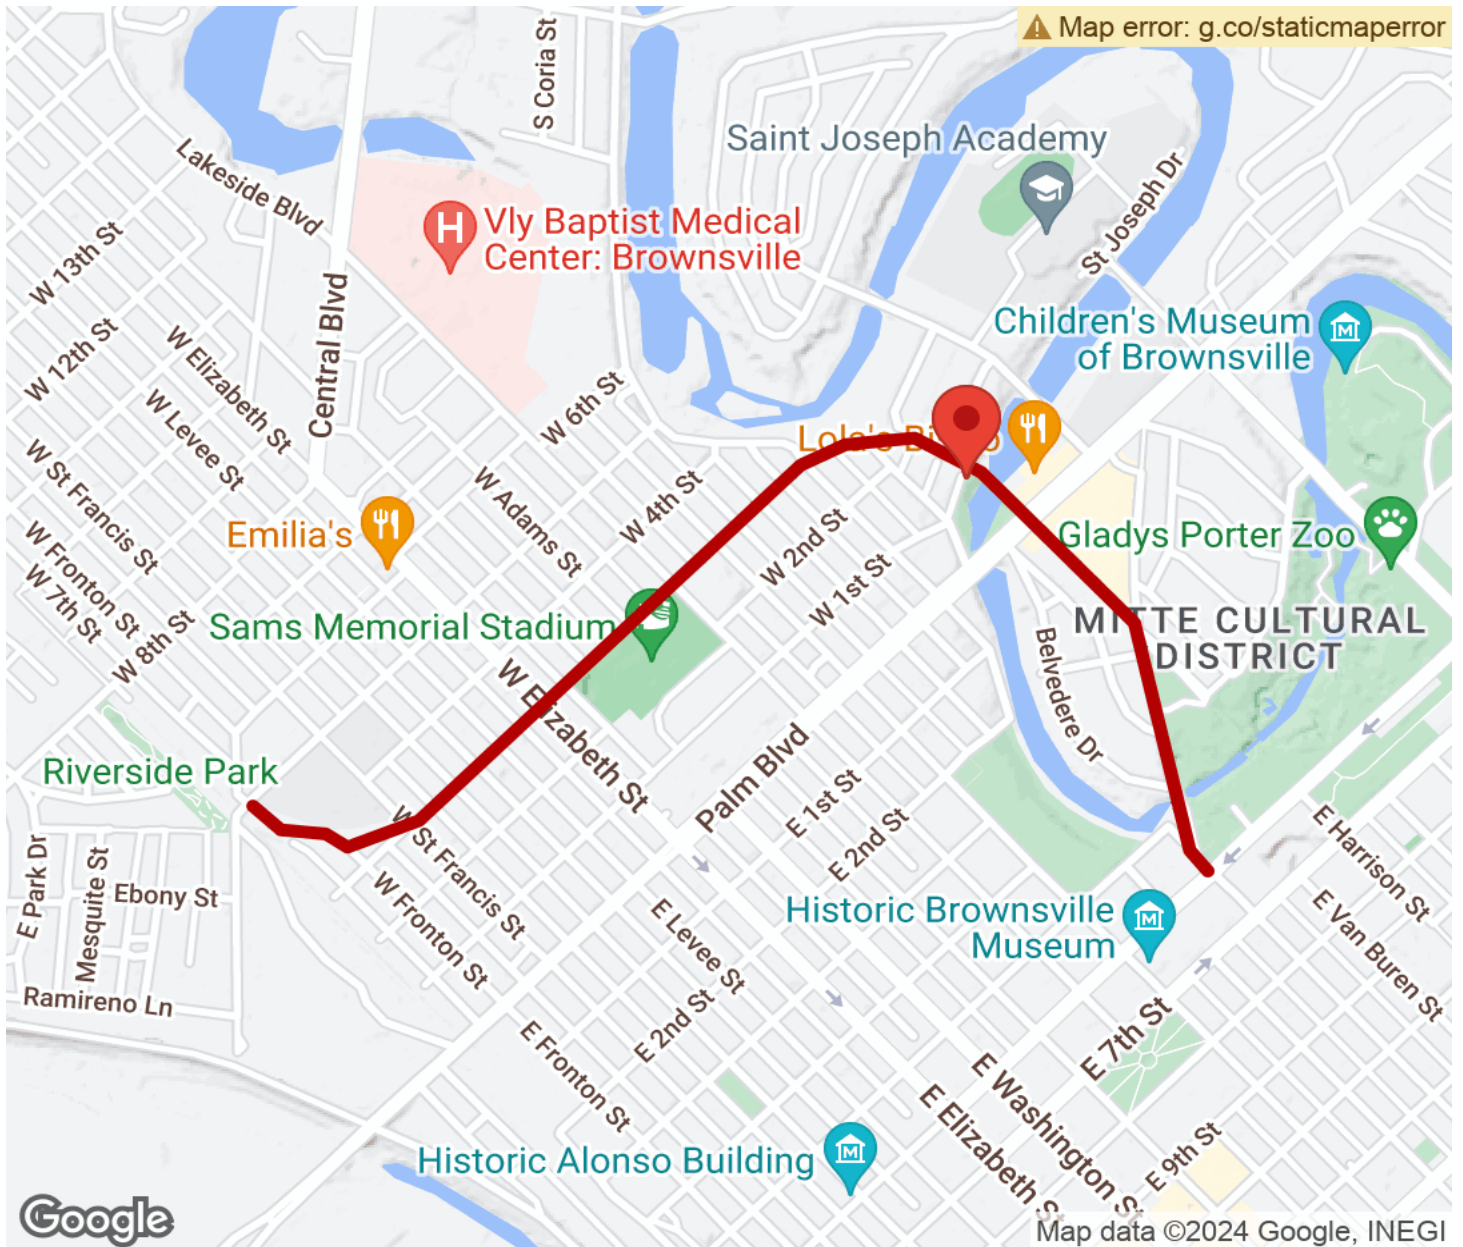 Map error: g.co/staticmaperror
S Coria St
Saint Joseph Academy
Lakeside Blvd
St Joseph Dr
H
Vly Baptist Medical
Center: Brownsville
W 13th St
Central Blvd
Children's Museum
of Brownsville
M
W 12th St
W Elizabeth St
W Levee St
W 6th St
W St Francis St
W Adams St
W 4th St
Emilia's
W 2nd St
W 1st St
Gladys Porter Zoo
W Fronton St
W 7th St
W 8th St
Sams Memorial Stadium
MITTE CULTURAL
DISTRICT
Belvedere Dr
W Elizabeth St
Riverside Park
Palm Blvd
E 1st St
E 2nd St
W St Francis St
E Harrison St
E Park Dr
Mesquite St
Ebony St
W Fronton St
E Levee St
Historic Brownsville
Museum
M
E Van Buren St
Ramireno Ln
E 2nd St
E Fronton St
E 7th St
E Washington St
E Elizabeth St
E 9th St
Historic Alonso Building
M
Google
Map data ©2024 Google, INEGI